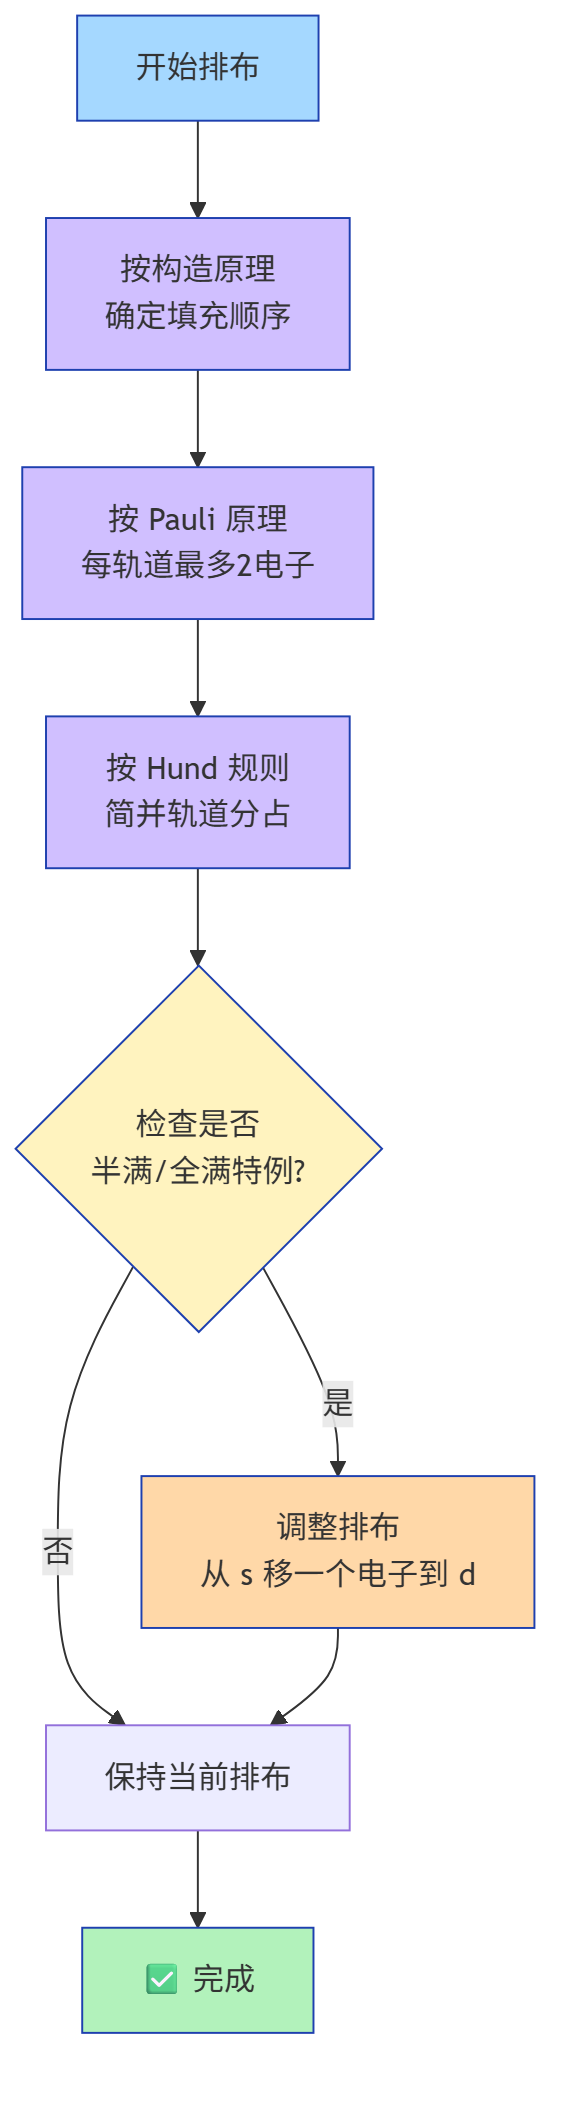 开始排布
按构造原理
确定填充顺序
按 Pauli 原理
每轨道最多2电子
按 Hund 规则
简并轨道分占
检查是否
半满/全满特例?
是
否
调整排布
从 s 移一个电子到 d
保持当前排布
✅ 完成